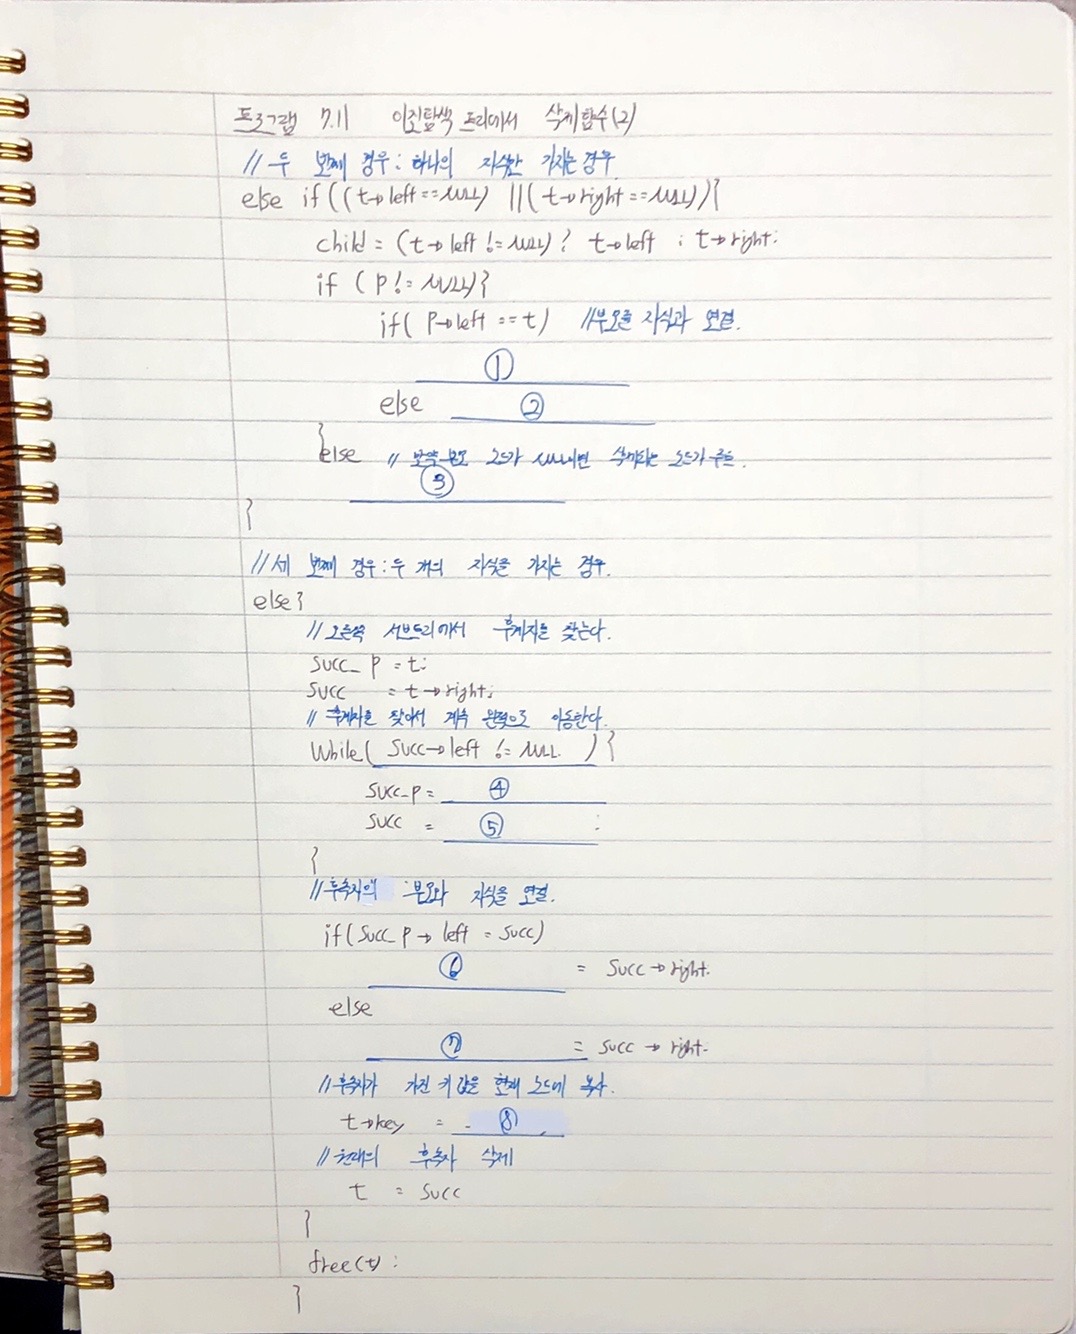 프로그램 7.11 이진탐색 트리에서 삭제함수(2)
// 두 번째 경우: 하나의 자식만 가지는 경우
else if((t→left==NULL) ||(t→right==NULL)){
child = (t→left != NULL)? t→left : t→right;
if (p != NULL){
if( p→left == t) //부모를 자식과 연결.
①
else ②
}
else // 만약 부모 노드가 NULL이면 삭제되는 노드가 루트.
③
}
//세 번째 경우: 두 개의 자식을 가지는 경우.
else{
// 오른쪽 서브트리에서 후계자를 찾는다.
succ_p = t;
succ = t→right;
// 후계자를 찾아서 계속 왼쪽으로 이동한다.
While( succ→left != NULL ){
succ_p = ④
succ = ⑤ ;
}
//후속자의 부모와 자식을 연결.
if(succ_p→ left = succ)
⑥ = succ→right.
else
⑦ = succ → right.
//후속자가 가진 키 값을 현재 노드에 복사.
t→key = ⑧
// 원래의 후속자 삭제
t = succ
}
free(t);
}